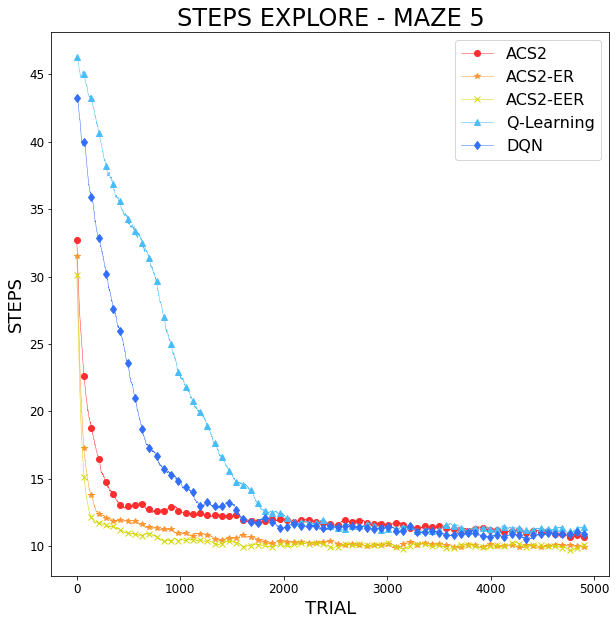 STEPS EXPLORE - MAZE 5
ACS2
ACS2-ER
ACS2-EER
Q-Learning
DQN
STEPS
45
40
35
30
25
20
15
10
0 1000 2000 3000 4000 5000
TRIAL